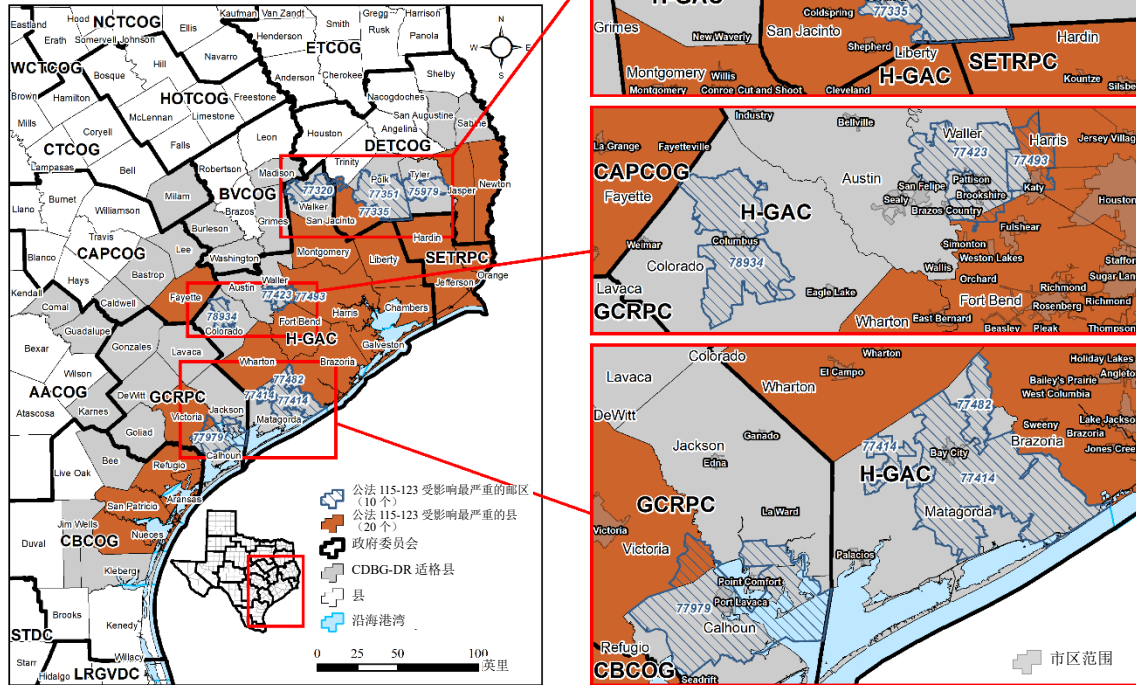 Eastland
Hood
NCTCOG
Kaufman
Van Zandt
Smith
Gregg
Harrison
Erath
Somervell
Johnson
Ellis
Henderson
Rusk
Panola
WCTCOG
Hill
Navarro
ETCOG
Bosque
Anderson
Cherokee
Shelby
Brown
Hamilton
HOTCOG
Freestone
Nacogdoches
McLennan
Limestone
San Augustine
Mills
Coryell
Leon
Houston
Angelina
Sabine
CTCOG
Falls
DETCOG
Lampasas
Bell
Robertson
Madison
Trinity
Polk
Tyler
Milam
BVCOG
77320
77351
75979
Jasper
Newton
Burnet
Llano
Williamson
Brazos
Walker
77335
Grimes
San Jacinto
Burleson
Hardin
Travis
Lee
Washington
Montgomery
Liberty
SETRPC
Blanco
CAPCOG
Orange
Hays
Bastrop
Waller
Jefferson
Kendall
Austin
77423
77493
Comal
Caldwell
Fayette
Harris
Chambers
Guadalupe
78934
Fort Bend
Colorado
H-GAC
Bexar
Gonzales
Lavaca
Galveston
Wharton
Brazoria
Wilson
AACOG
DeWitt
GCRPC
77482
77414
77414
Atascosa
Karnes
Jackson
Victoria
Matagorda
Goliad
77979
Bee
Calhoun
Live Oak
Refugio
Aransas
San Patricio
Jim Wells
Nueces
Duval
CBCOG
Kleberg
Brooks
Kenedy
STDC
Willacy
Starr
Hidalgo
LRGVDC
N
W
E
S
公法 115-123 受影响最严重的邮区
（10 个）
公法 115-123 受影响最严重的县
（20 个）
政府委员会
CDBG-DR 适格县
县
沿海港湾
0 25 50 100
英里
H-GAC
Coldspring
77335
Grimes
New Waverly
San Jacinto
Hardin
Shepherd
Liberty
SETRPC
Montgomery
Willis
H-GAC
Kountze
Montgomery
Conroe
Cut and Shoot
Cleveland
Silsbe
Industry
Bellville
Waller
Harris
Jersey Village
La Grange
Fayetteville
77423
77493
CAPCOG
Austin
Pattison
San Felipe
Brookshire
Katy
Fayette
Sealy
Houston
H-GAC
Brazos Country
Fulshear
Weimar
Columbus
Simonton
Weston Lakes
Stafford
Colorado
78934
Wallis
Orchard
Sugar Lan
Lavaca
Eagle Lake
Fort Bend
Richmond
Richmond
GCRPC
Rosenberg
Wharton
East Bernard
Beasley
Pleak
Thompson
Colorado
Wharton
Holiday Lakes
Lavaca
El Campo
Angleto
Wharton
Bailey's Prairie
77482
West Columbia
DeWitt
Sweeny
Lake Jackso
Jackson
Ganado
77414
Brazoria
Brazoria
Edna
H-GAC
Bay City
Jones Cree
77414
GCRPC
La Ward
Matagorda
Victoria
Victoria
Palacios
Point Comfort
Port Lavaca
77979
Calhoun
Refugio
CBCOG
Seadrift
市区范围